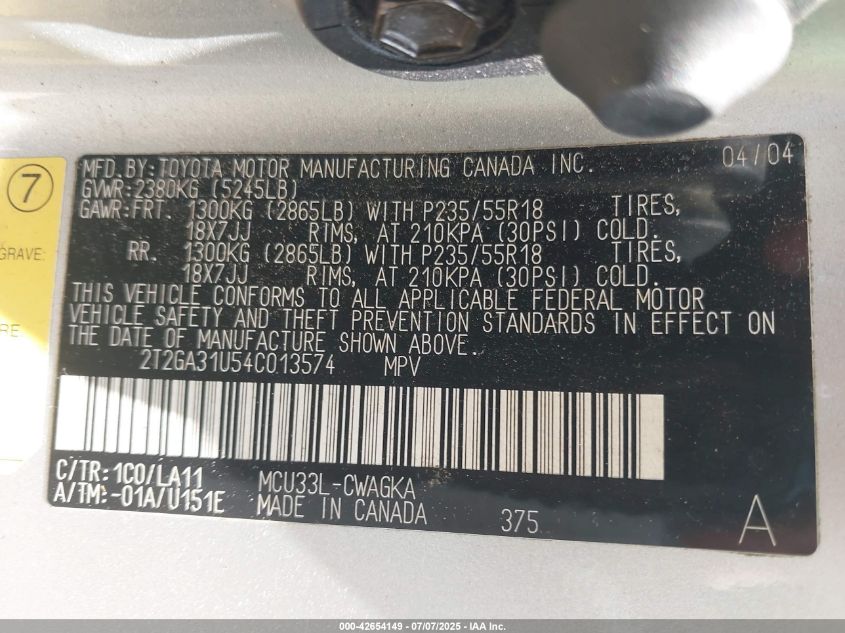 MFD. BY: TOYOTA MOTOR MANUFACTURING CANADA INC. 04/04
GVWR: 2380KG (5245LB)
GAWR: FRT. 1300KG (2865LB) WITH P235/55R18 TIRES,
18X7JJ RIMS, AT 210KPA (30PSI) COLD.
RR. 1300KG (2865LB) WITH P235/55R18 TIRES,
18X7JJ RIMS, AT 210KPA (30PSI) COLD.
THIS VEHICLE CONFORMS TO ALL APPLICABLE FEDERAL MOTOR
VEHICLE SAFETY AND THEFT PREVENTION STANDARDS IN EFFECT ON
THE DATE OF MANUFACTURE SHOWN ABOVE.
2T2GA31U54C013574 MPV
C/TR: 1C0/LA11 MCU33L-CWAGKA
A/TM: -01A/U151E MADE IN CANADA 375 A
7
GRAVE:
RE
000-42654149 - 07/07/2025 - IAA Inc.